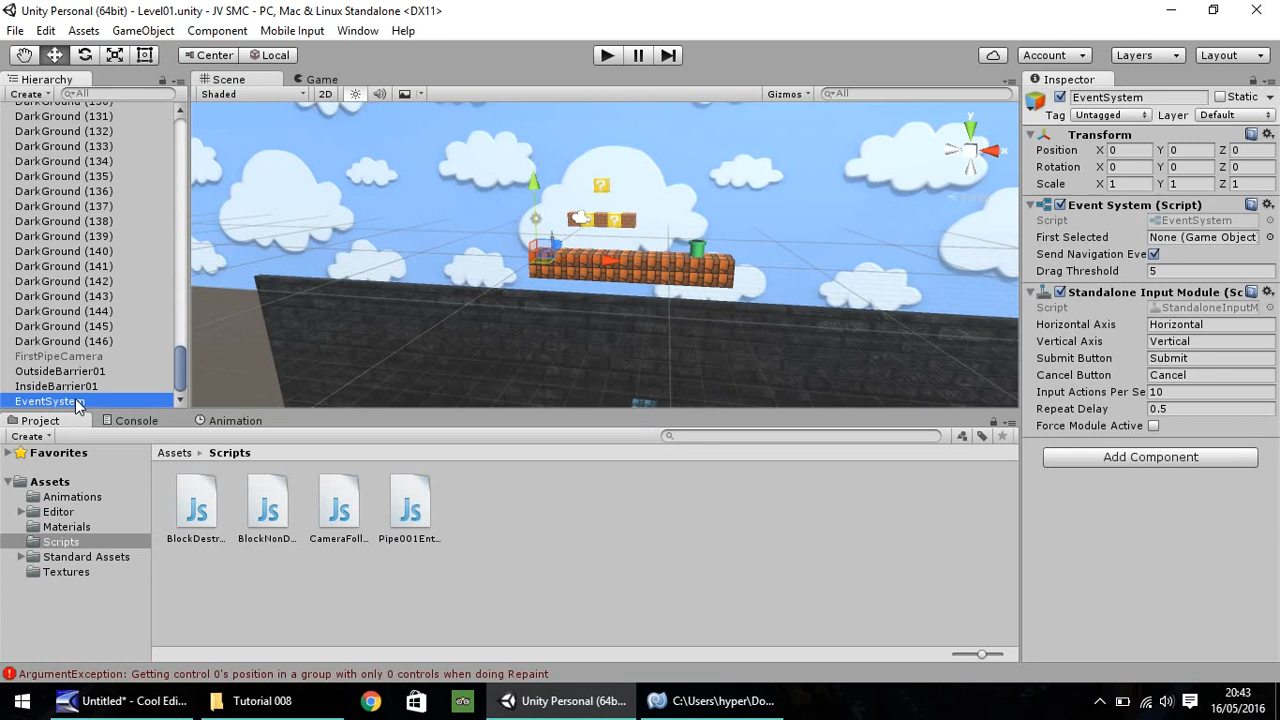 Unity Personal (64bit) - Level01.unity - JV SMC - PC, Mac & Linux Standalone <DX11>
File Edit Assets GameObject Component Mobile Input Window Help
Center Local Account Layers Layout
Hierarchy Scene Game Inspector
Create All Shaded 2D Gizmos All EventSystem Static
Tag Untagged Layer Default
DarkGround (130)
DarkGround (131)
DarkGround (132)
DarkGround (133)
DarkGround (134)
DarkGround (135)
DarkGround (136)
DarkGround (137)
DarkGround (138)
DarkGround (139)
DarkGround (140)
DarkGround (141)
DarkGround (142)
DarkGround (143)
DarkGround (144)
DarkGround (145)
DarkGround (146)
FirstPipeCamera
OutsideBarrier01
InsideBarrier01
EventSystem
y
x
Transform
Position X 0 Y 0 Z 0
Rotation X 0 Y 0 Z 0
Scale X 1 Y 1 Z 1
Event System (Script)
Script EventSystem
First Selected None (Game Object
Send Navigation Eve
Drag Threshold 5
Standalone Input Module (Sc
Script StandaloneInputM
Horizontal Axis Horizontal
Vertical Axis Vertical
Submit Button Submit
Cancel Button Cancel
Input Actions Per Se 10
Repeat Delay 0.5
Force Module Active
Add Component
Project Console Animation
Create
Favorites
Assets
Animations
Editor
Materials
Scripts
Standard Assets
Textures
Assets Scripts
Js Js Js Js
BlockDestr... BlockNonD... CameraFoll... Pipe001Ent...
ArgumentException: Getting control 0's position in a group with only 0 controls when doing Repaint
Untitled* - Cool Edi... Tutorial 008 Unity Personal (64b... C:\Users\hyper\Do...
20:43
16/05/2016